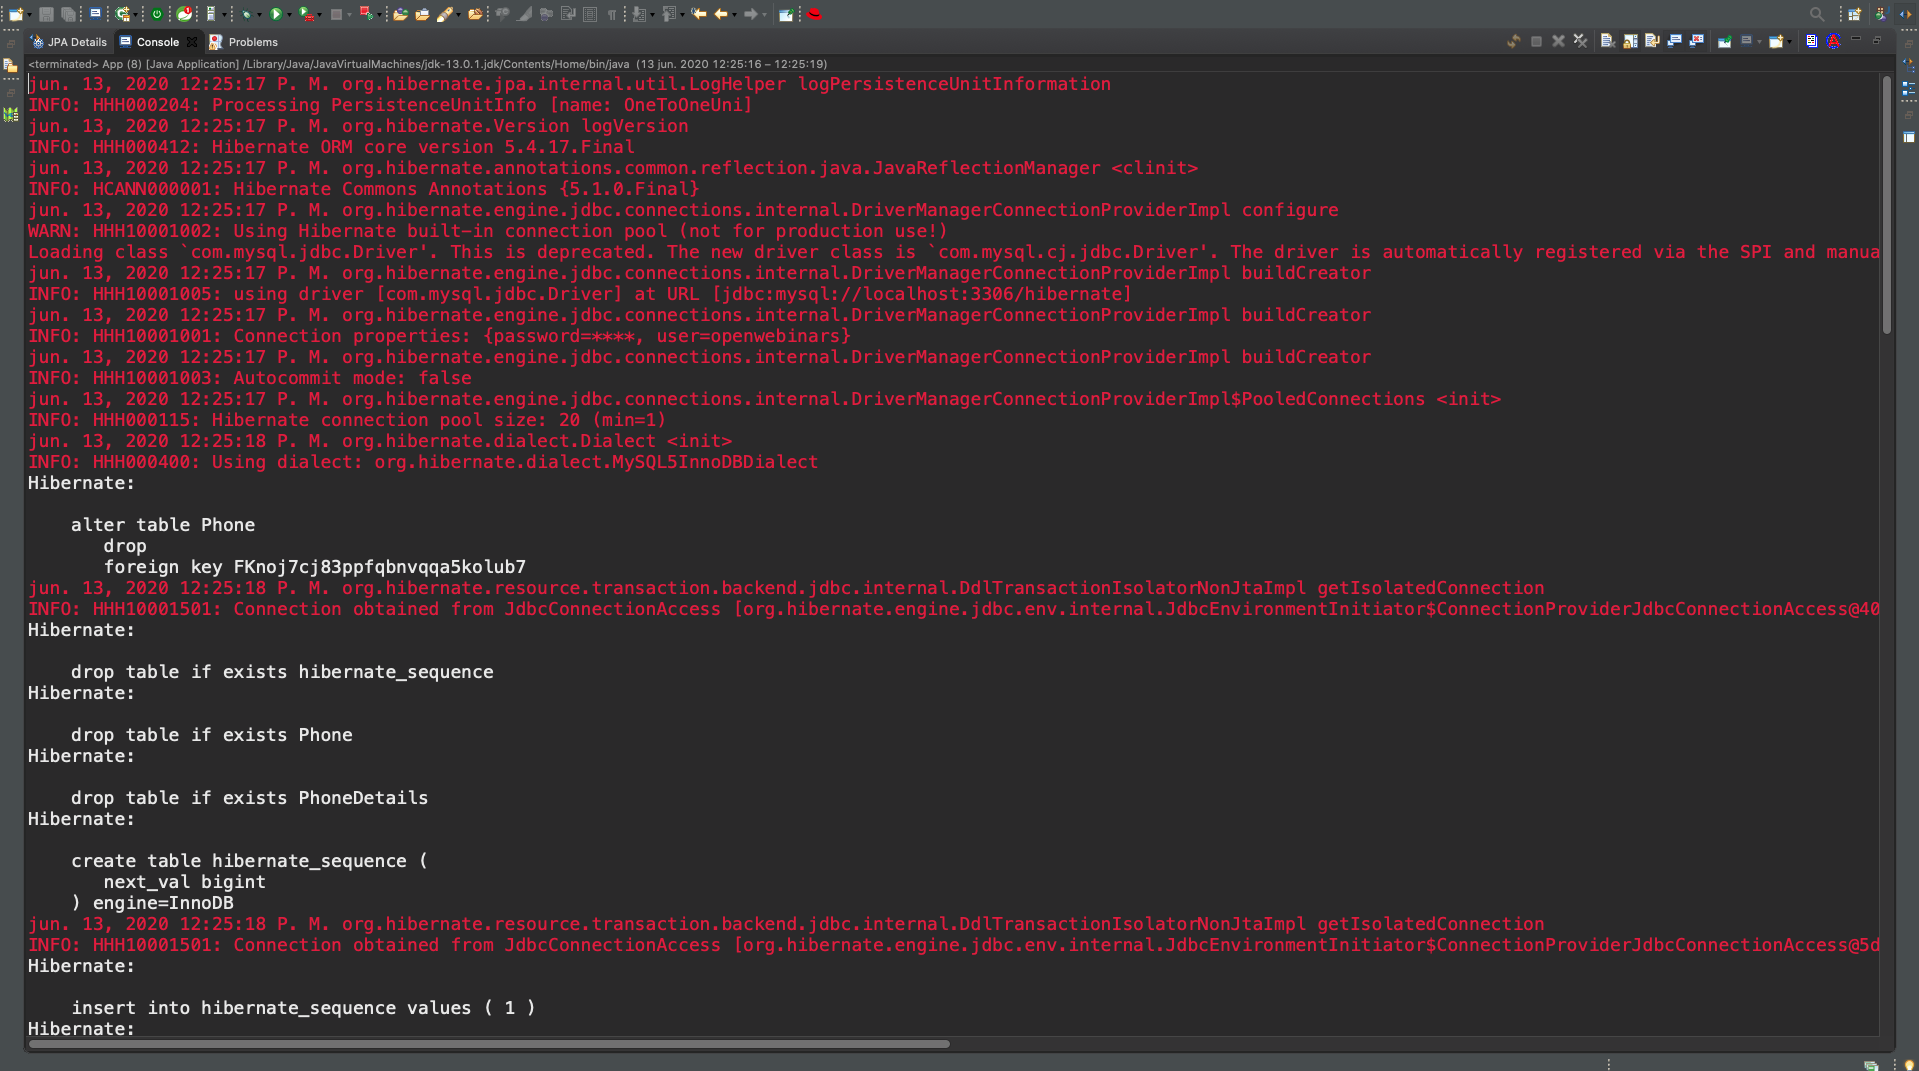 JPA Details
Console
Problems
<terminated> App (8) [Java Application] /Library/Java/JavaVirtualMachines/jdk-13.0.1.jdk/Contents/Home/bin/java (13 jun. 2020 12:25:16 – 12:25:19)
jun. 13, 2020 12:25:17 P. M. org.hibernate.jpa.internal.util.LogHelper logPersistenceUnitInformation
INFO: HHH000204: Processing PersistenceUnitInfo [name: OneToOneUni]
jun. 13, 2020 12:25:17 P. M. org.hibernate.Version logVersion
INFO: HHH000412: Hibernate ORM core version 5.4.17.Final
jun. 13, 2020 12:25:17 P. M. org.hibernate.annotations.common.reflection.java.JavaReflectionManager <clinit>
INFO: HCANN000001: Hibernate Commons Annotations {5.1.0.Final}
jun. 13, 2020 12:25:17 P. M. org.hibernate.engine.jdbc.connections.internal.DriverManagerConnectionProviderImpl configure
WARN: HHH10001002: Using Hibernate built-in connection pool (not for production use!)
Loading class `com.mysql.jdbc.Driver'. This is deprecated. The new driver class is `com.mysql.cj.jdbc.Driver'. The driver is automatically registered via the SPI and manua
jun. 13, 2020 12:25:17 P. M. org.hibernate.engine.jdbc.connections.internal.DriverManagerConnectionProviderImpl buildCreator
INFO: HHH10001005: using driver [com.mysql.jdbc.Driver] at URL [jdbc:mysql://localhost:3306/hibernate]
jun. 13, 2020 12:25:17 P. M. org.hibernate.engine.jdbc.connections.internal.DriverManagerConnectionProviderImpl buildCreator
INFO: HHH10001001: Connection properties: {password=****, user=openwebinars}
jun. 13, 2020 12:25:17 P. M. org.hibernate.engine.jdbc.connections.internal.DriverManagerConnectionProviderImpl buildCreator
INFO: HHH10001003: Autocommit mode: false
jun. 13, 2020 12:25:17 P. M. org.hibernate.engine.jdbc.connections.internal.DriverManagerConnectionProviderImpl$PooledConnections <init>
INFO: HHH000115: Hibernate connection pool size: 20 (min=1)
jun. 13, 2020 12:25:18 P. M. org.hibernate.dialect.Dialect <init>
INFO: HHH000400: Using dialect: org.hibernate.dialect.MySQL5InnoDBDialect
Hibernate:
alter table Phone
drop
foreign key FKnoj7cj83ppfqbnvqqa5kolub7
jun. 13, 2020 12:25:18 P. M. org.hibernate.resource.transaction.backend.jdbc.internal.DdlTransactionIsolatorNonJtaImpl getIsolatedConnection
INFO: HHH10001501: Connection obtained from JdbcConnectionAccess [org.hibernate.engine.jdbc.env.internal.JdbcEnvironmentInitiator$ConnectionProviderJdbcConnectionAccess@40
Hibernate:
drop table if exists hibernate_sequence
Hibernate:
drop table if exists Phone
Hibernate:
drop table if exists PhoneDetails
Hibernate:
create table hibernate_sequence (
next_val bigint
) engine=InnoDB
jun. 13, 2020 12:25:18 P. M. org.hibernate.resource.transaction.backend.jdbc.internal.DdlTransactionIsolatorNonJtaImpl getIsolatedConnection
INFO: HHH10001501: Connection obtained from JdbcConnectionAccess [org.hibernate.engine.jdbc.env.internal.JdbcEnvironmentInitiator$ConnectionProviderJdbcConnectionAccess@5d
Hibernate:
insert into hibernate_sequence values ( 1 )
Hibernate: